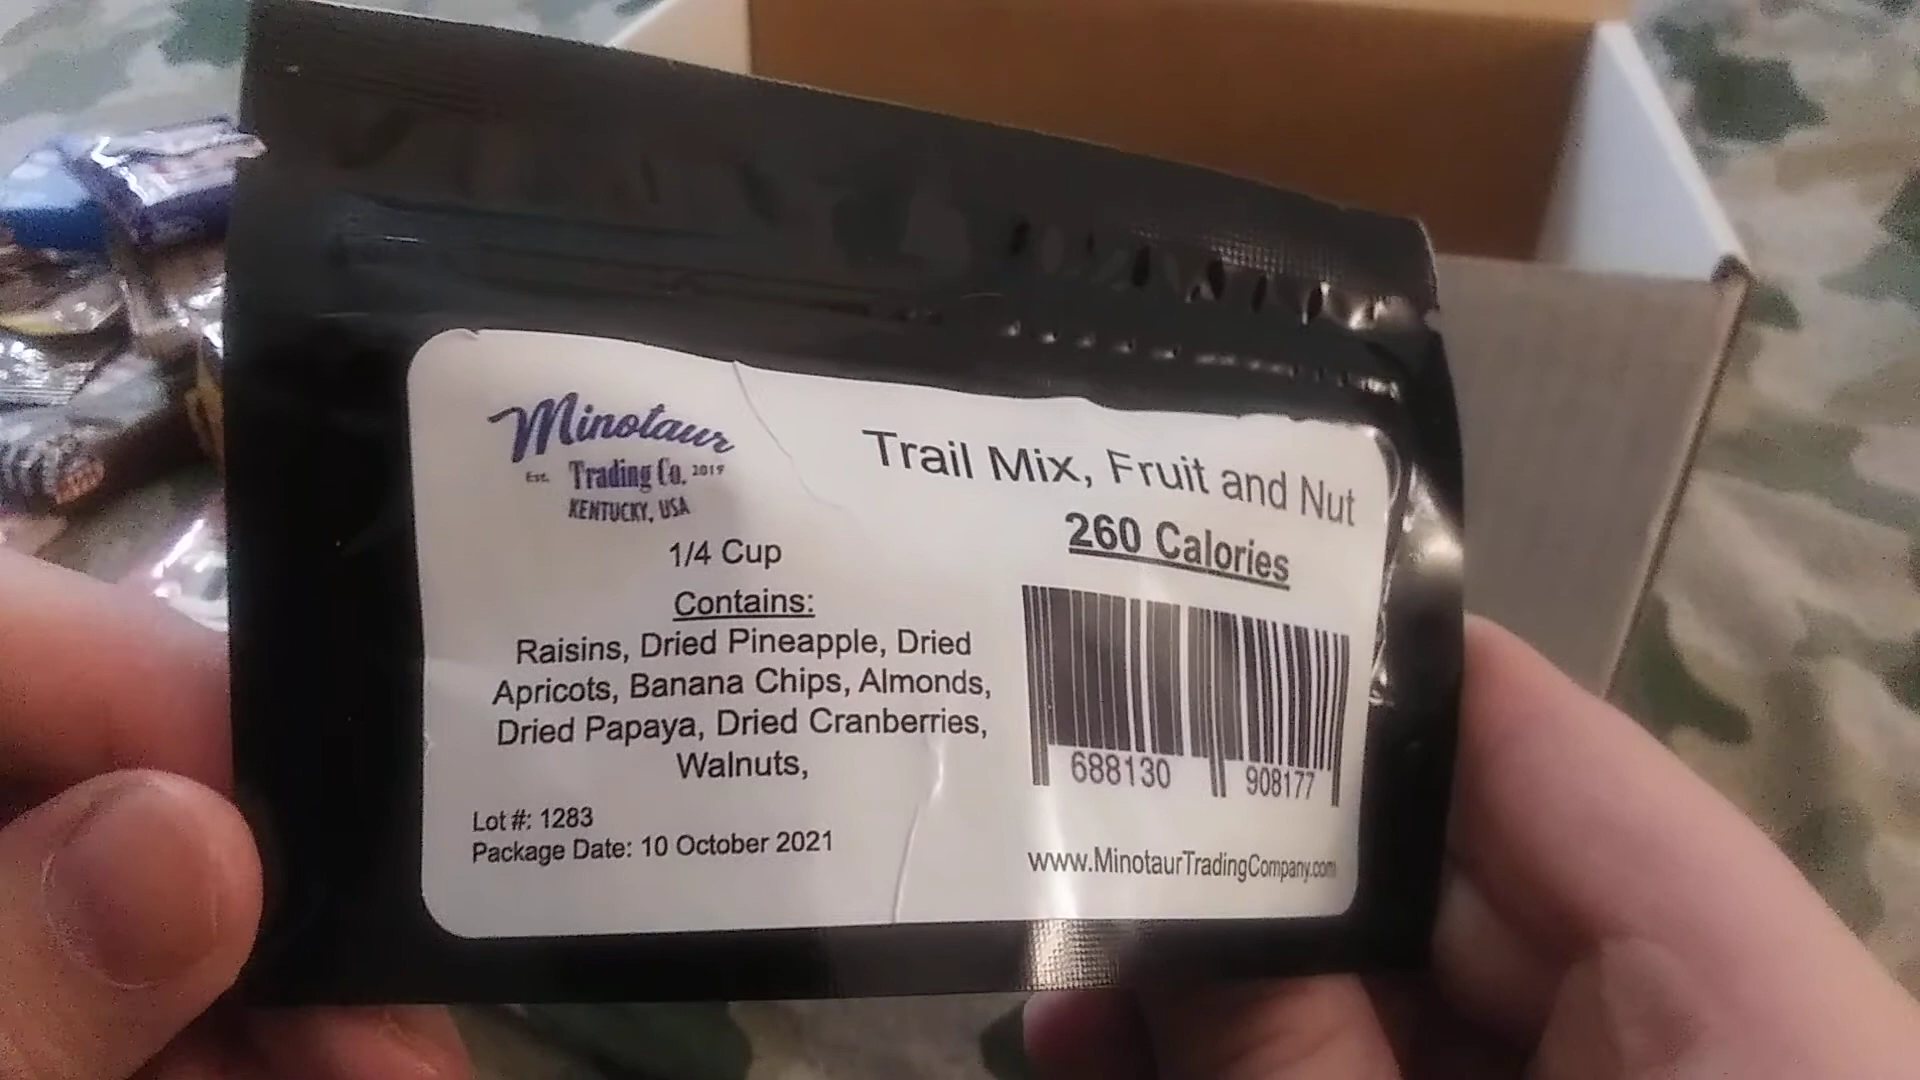 Minotaur
Est. Trading Co. 2019
KENTUCKY, USA
Trail Mix, Fruit and Nut
260 Calories
1/4 Cup
Contains:
Raisins, Dried Pineapple, Dried
Apricots, Banana Chips, Almonds,
Dried Papaya, Dried Cranberries,
Walnuts,
688130 908177
Lot #: 1283
Package Date: 10 October 2021
www.MinotaurTradingCompany.com